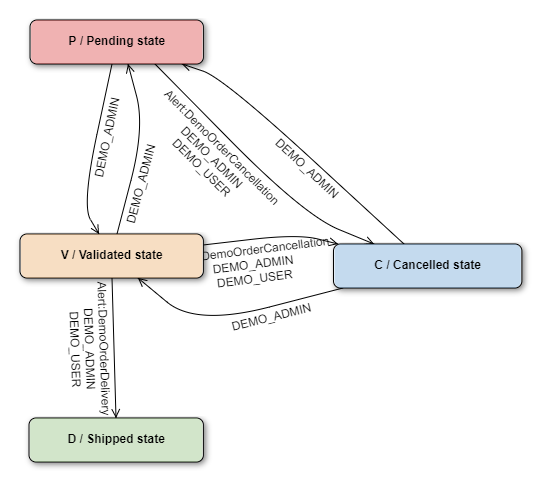 P / Pending state
DEMO_ADMIN
DEMO_ADMIN
Alert:DemoOrderCancellation
DEMO_ADMIN
DEMO_USER
DEMO_ADMIN
V / Validated state
DemoOrderCancellation
DEMO_ADMIN
DEMO_USER
C / Cancelled state
DEMO_ADMIN
Alert:DemoOrderDelivery
DEMO_ADMIN
DEMO_USER
D / Shipped state